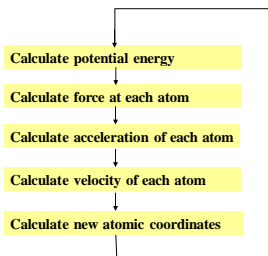 Calculate potential energy
Calculate force at each atom
Calculate acceleration of each atom
Calculate velocity of each atom
Calculate new atomic coordinates